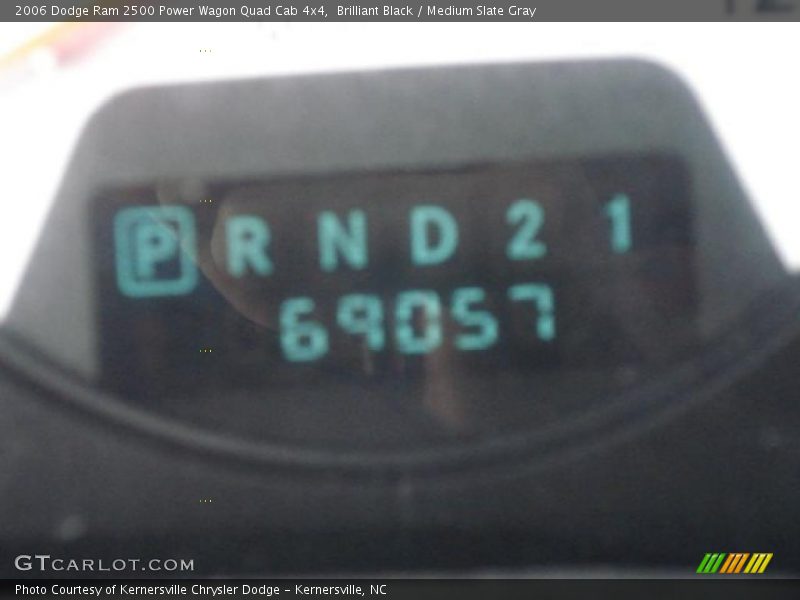 2006 Dodge Ram 2500 Power Wagon Quad Cab 4x4,  Brilliant Black / Medium Slate Gray
P R N D 2 1
69057
GTCARLOT.COM
Photo Courtesy of Kernersville Chrysler Dodge – Kernersville, NC